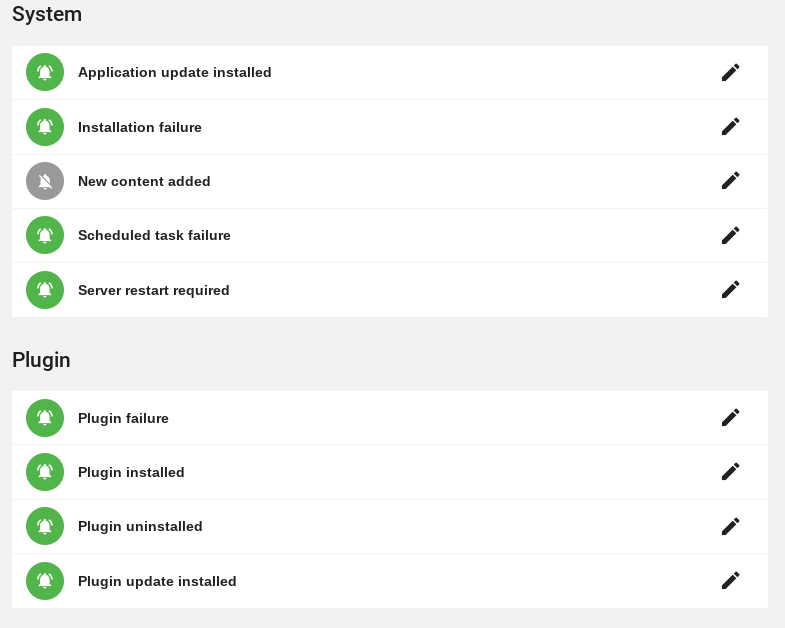 System
Application update installed
Installation failure
New content added
Scheduled task failure
Server restart required
Plugin
Plugin failure
Plugin installed
Plugin uninstalled
Plugin update installed